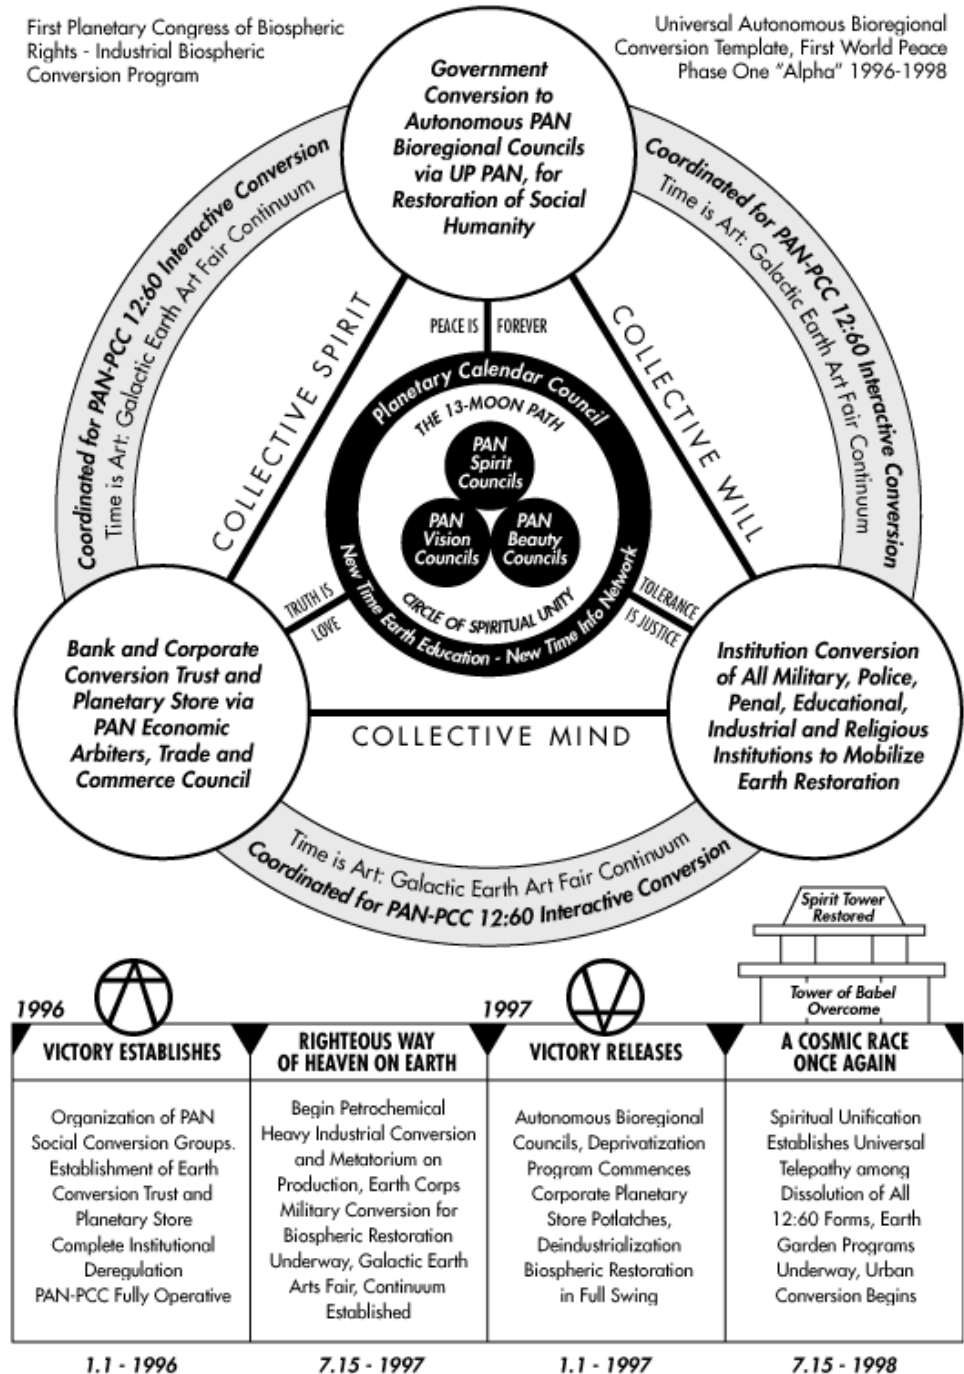 First Planetary Congress of Biospheric
Rights - Industrial Biospheric
Conversion Program
Universal Autonomous Bioregional
Conversion Template, First World Peace
Phase One "Alpha" 1996-1998
Government
Conversion to
Autonomous PAN
Bioregional Councils
via UP PAN, for
Restoration of Social
Humanity
Coordinated for PAN-PCC 12:60 Interactive Conversion
Time is Art: Galactic Earth Art Fair Continuum
Coordinated for PAN-PCC 12:60 Interactive Conversion
Time is Art: Galactic Earth Art Fair Continuum
COLLECTIVE SPIRIT
PEACE IS FOREVER
COLLECTIVE WILL
Planetary Calendar Council
THE 13-MOON PATH
PAN
Spirit
Councils
PAN
Vision
Councils
PAN
Beauty
Councils
CIRCLE OF SPIRITUAL UNITY
New Time Earth Education - New Time Info Network
TRUTH IS
LOVE
TOLERANCE
IS JUSTICE
Bank and Corporate
Conversion Trust and
Planetary Store via
PAN Economic
Arbiters, Trade and
Commerce Council
COLLECTIVE MIND
Institution Conversion
of All Military, Police,
Penal, Educational,
Industrial and Religious
Institutions to Mobilize
Earth Restoration
Time is Art: Galactic Earth Art Fair Continuum
Coordinated for PAN-PCC 12:60 Interactive Conversion
Spirit Tower
Restored
Tower of Babel
Overcome
1996
1997
VICTORY ESTABLISHES
Organization of PAN
Social Conversion Groups.
Establishment of Earth
Conversion Trust and
Planetary Store
Complete Institutional
Deregulation
PAN-PCC Fully Operative
1.1 - 1996
RIGHTEOUS WAY
OF HEAVEN ON EARTH
Begin Petrochemical
Heavy Industrial Conversion
and Metatorium on
Production, Earth Corps
Military Conversion for
Biospheric Restoration
Underway, Galactic Earth
Arts Fair, Continuum
Established
7.15 - 1997
VICTORY RELEASES
Autonomous Bioregional
Councils, Deprivatization
Program Commences
Corporate Planetary
Store Potlatches,
Deindustrialization
Biospheric Restoration
in Full Swing
1.1 - 1997
A COSMIC RACE
ONCE AGAIN
Spiritual Unification
Establishes Universal
Telepathy among
Dissolution of All
12:60 Forms, Earth
Garden Programs
Underway, Urban
Conversion Begins
7.15 - 1998